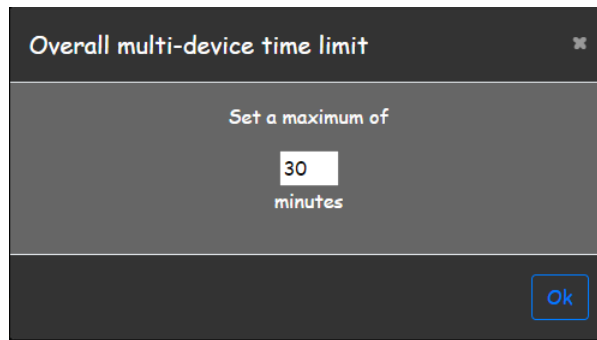 Overall multi-device time limit
Set a maximum of
30
minutes
Ok